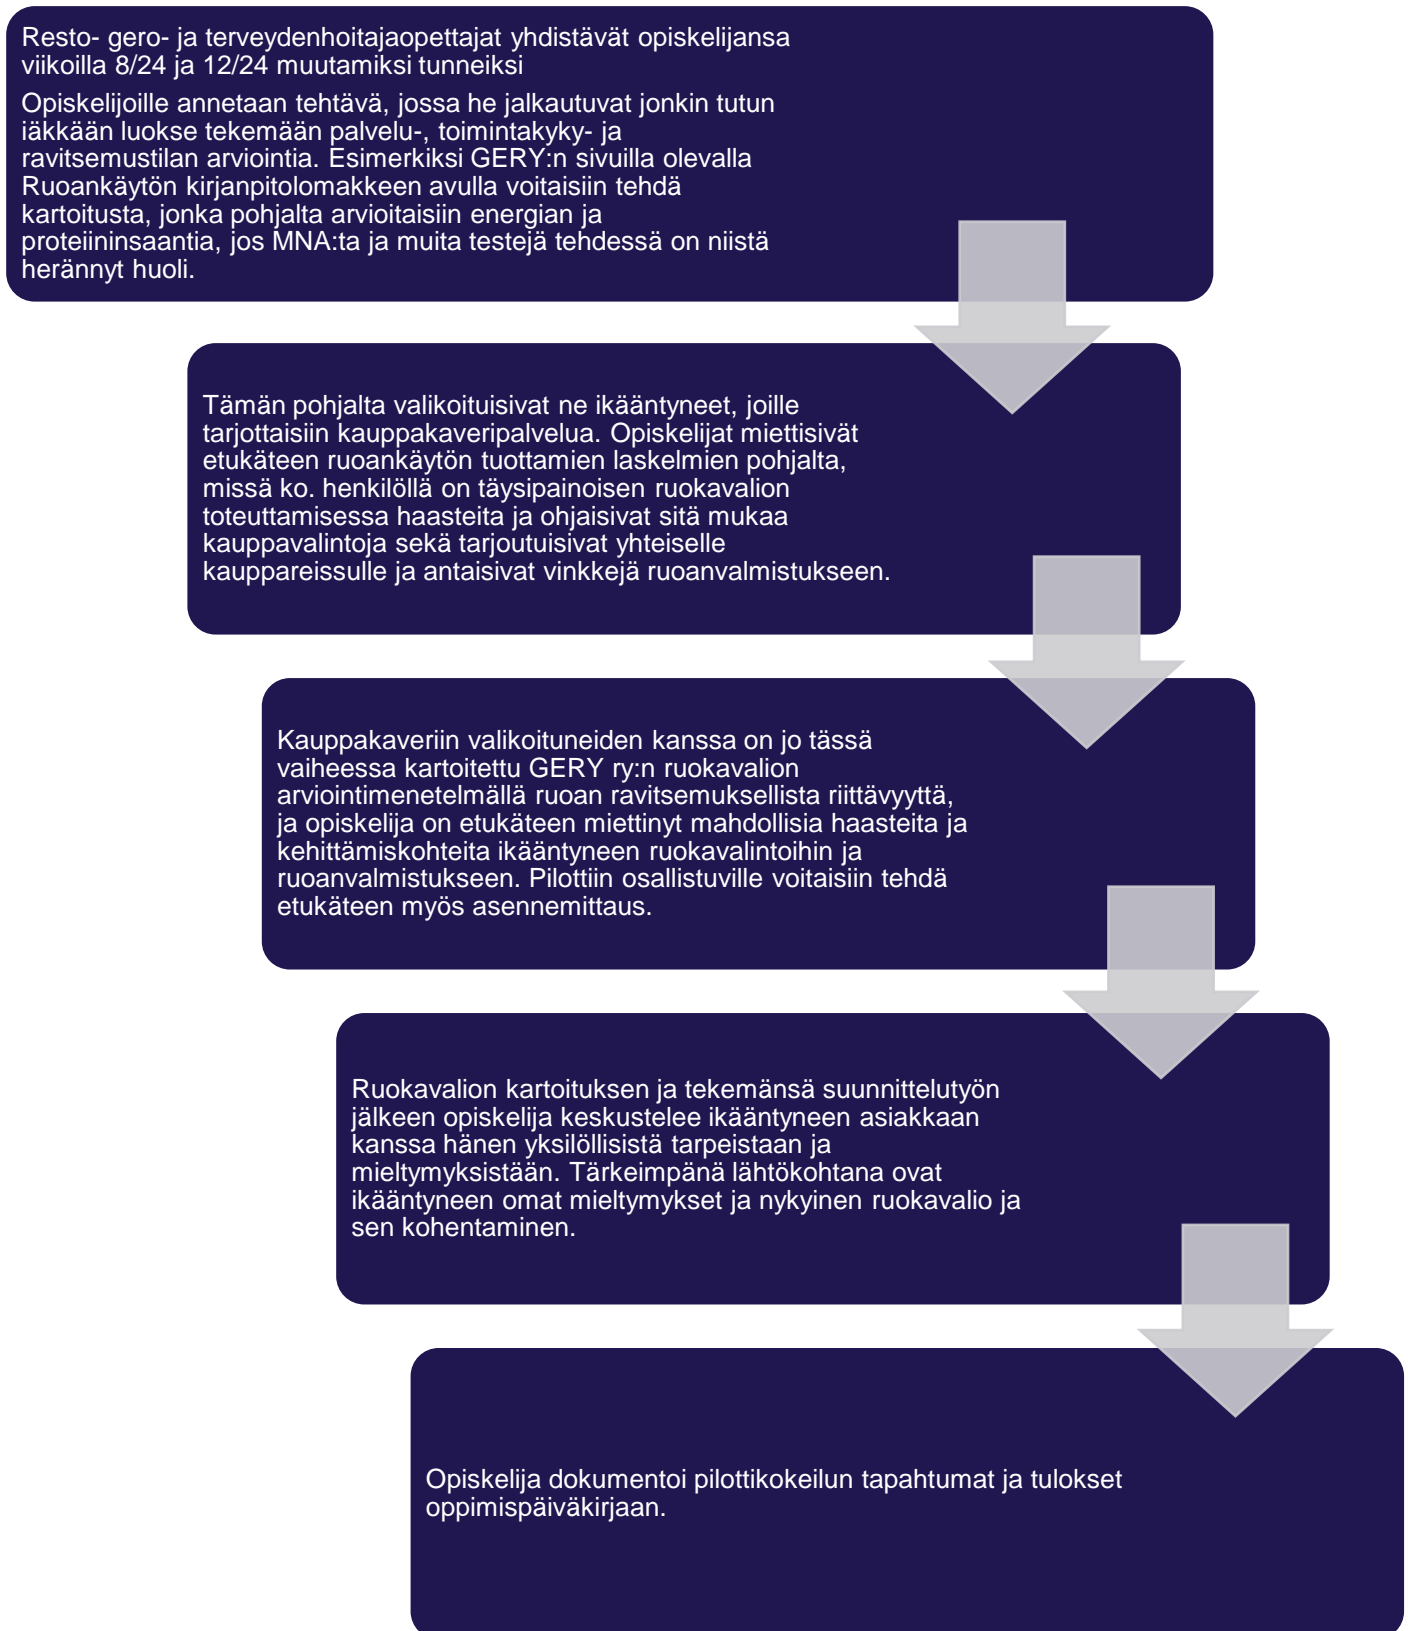 Resto- gero- ja terveydenhoitajaopettajat yhdistävät opiskelijansa
viikoilla 8/24 ja 12/24 muutamiksi tunneiksi
Opiskelijoille annetaan tehtävä, jossa he jalkautuvat jonkin tutun
iäkkään luokse tekemään palvelu-, toimintakyky- ja
ravitsemustilan arviointia. Esimerkiksi GERY:n sivuilla olevalla
Ruoankäytön kirjanpitolomakkeen avulla voitaisiin tehdä
kartoitusta, jonka pohjalta arvioitaisiin energian ja
proteiininsaantia, jos MNA:ta ja muita testejä tehdessä on niistä
herännyt huoli.
Tämän pohjalta valikoituisivat ne ikääntyneet, joille
tarjottaisiin kauppakaveripalvelua. Opiskelijat miettisivät
etukäteen ruoankäytön tuottamien laskelmien pohjalta,
missä ko. henkilöllä on täysipainoisen ruokavalion
toteuttamisessa haasteita ja ohjaisivat sitä mukaa
kauppavalintoja sekä tarjoutuisivat yhteiselle
kauppareissulle ja antaisivat vinkkejä ruoanvalmistukseen.
Kauppakaveriin valikoituneiden kanssa on jo tässä
vaiheessa kartoitettu GERY ry:n ruokavalion
arviointimenetelmällä ruoan ravitsemuksellista riittävyyttä,
ja opiskelija on etukäteen miettinyt mahdollisia haasteita ja
kehittämiskohteita ikääntyneen ruokavalintoihin ja
ruoanvalmistukseen. Pilottiin osallistuville voitaisiin tehdä
etukäteen myös asennemittaus.
Ruokavalion kartoituksen ja tekemänsä suunnittelutyön
jälkeen opiskelija keskustelee ikääntyneen asiakkaan
kanssa hänen yksilöllisistä tarpeistaan ja
mieltymyksistään. Tärkeimpänä lähtökohtana ovat
ikääntyneen omat mieltymykset ja nykyinen ruokavalio ja
sen kohentaminen.
Opiskelija dokumentoi pilottikokeilun tapahtumat ja tulokset
oppimispäiväkirjaan.